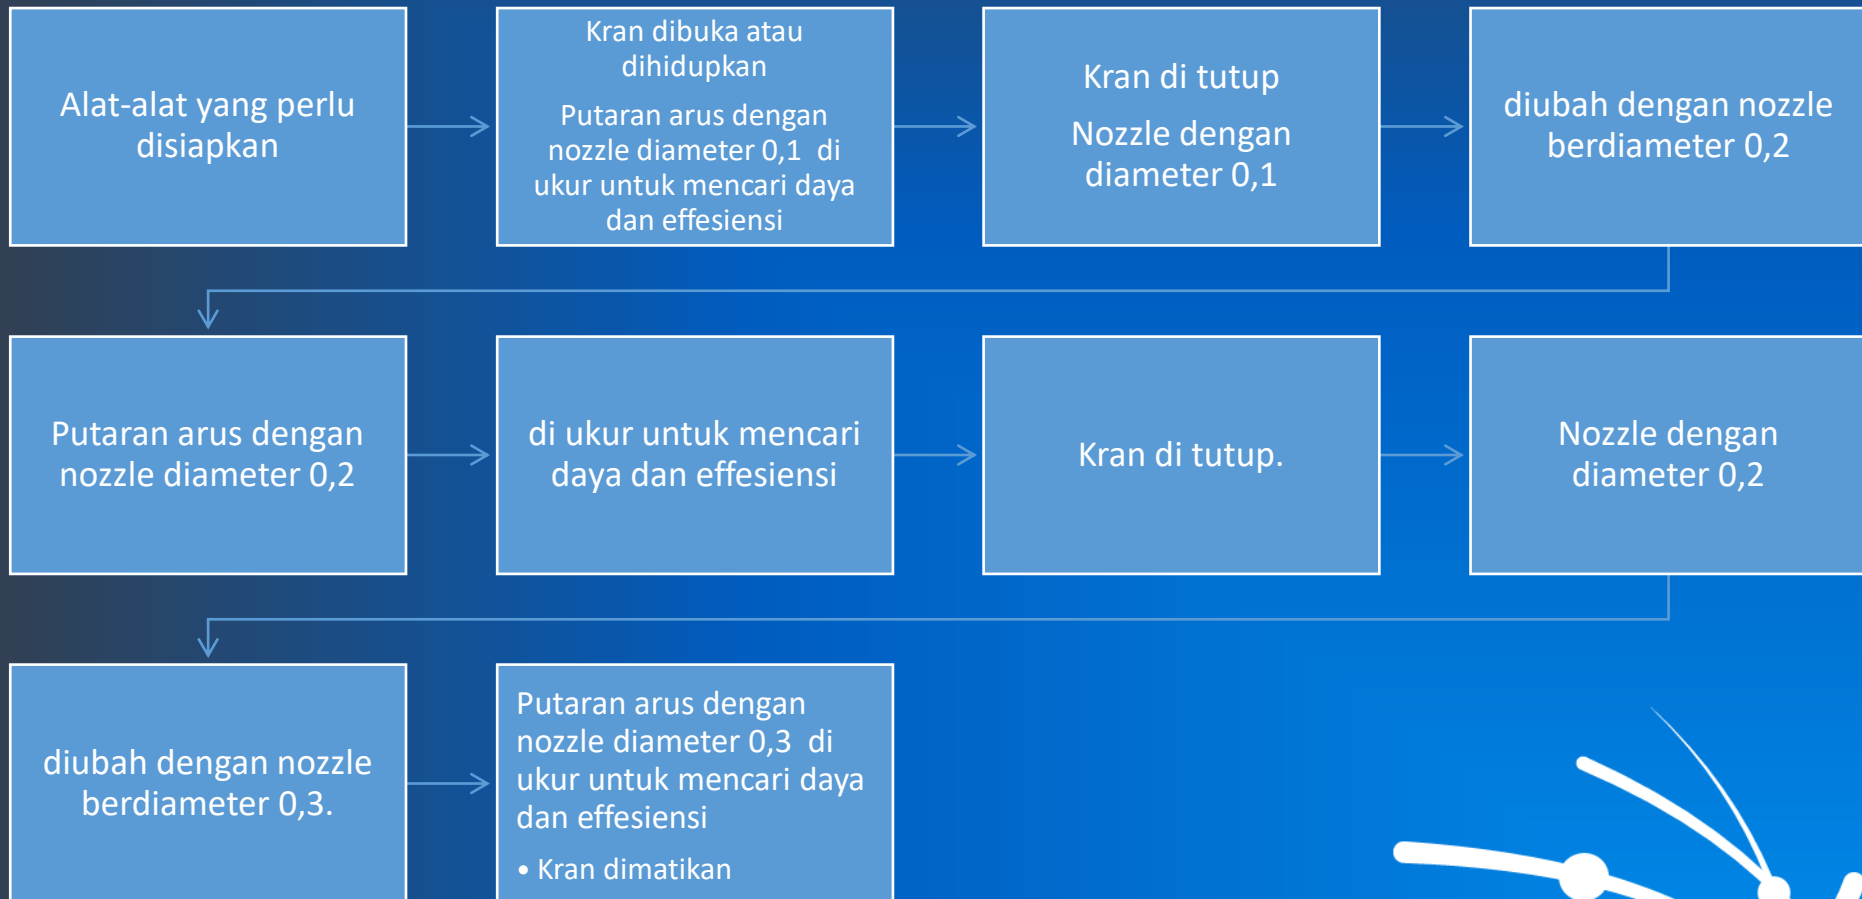 Alat-alat yang perlu
disiapkan
Kran dibuka atau
dihidupkan
Putaran arus dengan
nozzle diameter 0,1 di
ukur untuk mencari daya
dan effesiensi
Kran di tutup
Nozzle dengan
diameter 0,1
diubah dengan nozzle
berdiameter 0,2
Putaran arus dengan
nozzle diameter 0,2
di ukur untuk mencari
daya dan effesiensi
Kran di tutup.
Nozzle dengan
diameter 0,2
diubah dengan nozzle
berdiameter 0,3.
Putaran arus dengan
nozzle diameter 0,3 di
ukur untuk mencari daya
dan effesiensi
• Kran dimatikan